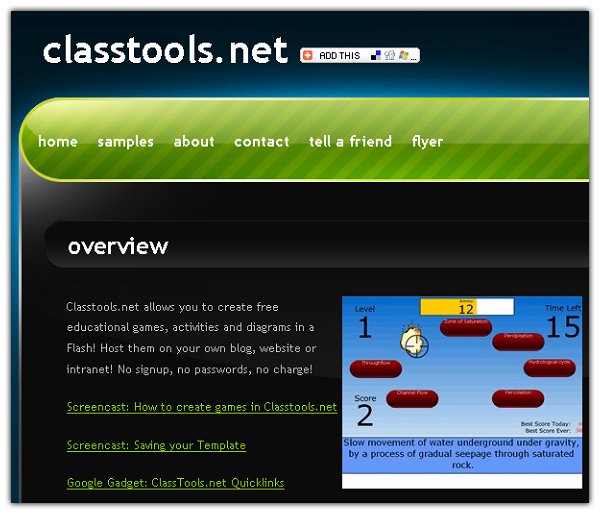 classtools.net
ADD THIS ...
home samples about contact tell a friend flyer
overview
Classtools.net allows you to create free
educational games, activities and diagrams in a
Flash! Host them on your own blog, website or
intranet! No signup, no passwords, no charge!
Screencast: How to create games in Classtools.net
Screencast: Saving your Template
Google Gadget: ClassTools.net Quicklinks
Level
1
Ammo:
12
Time Left
15
Zone of Saturation
Percipitation
Throughflow
Hydrological cycle
Channel Flow
Percolation
Score
2
Best Score Today:
Best Score Ever:
Slow movement of water underground under gravity,
by a process of gradual seepage through saturated
rock.